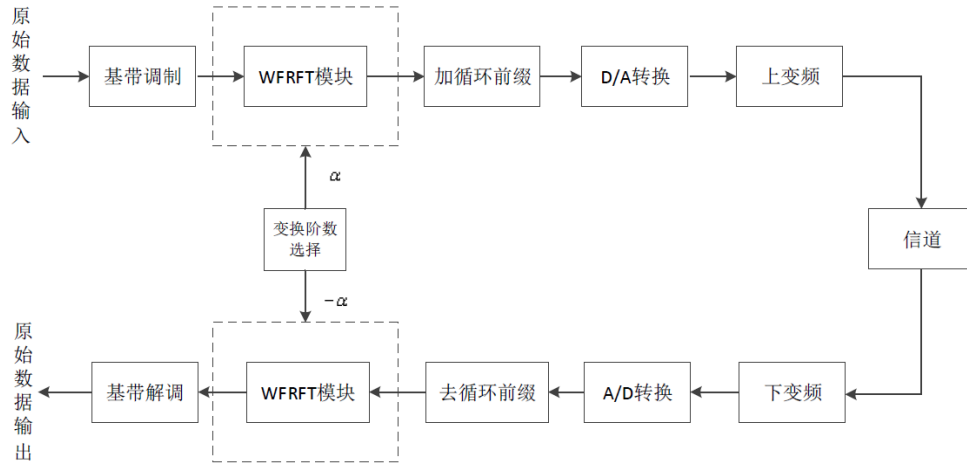 原始数据输入
基带调制
WFRFT模块
加循环前缀
D/A转换
上变频
α
变换阶数
选择
信道
-α
原始数据输出
基带解调
WFRFT模块
去循环前缀
A/D转换
下变频